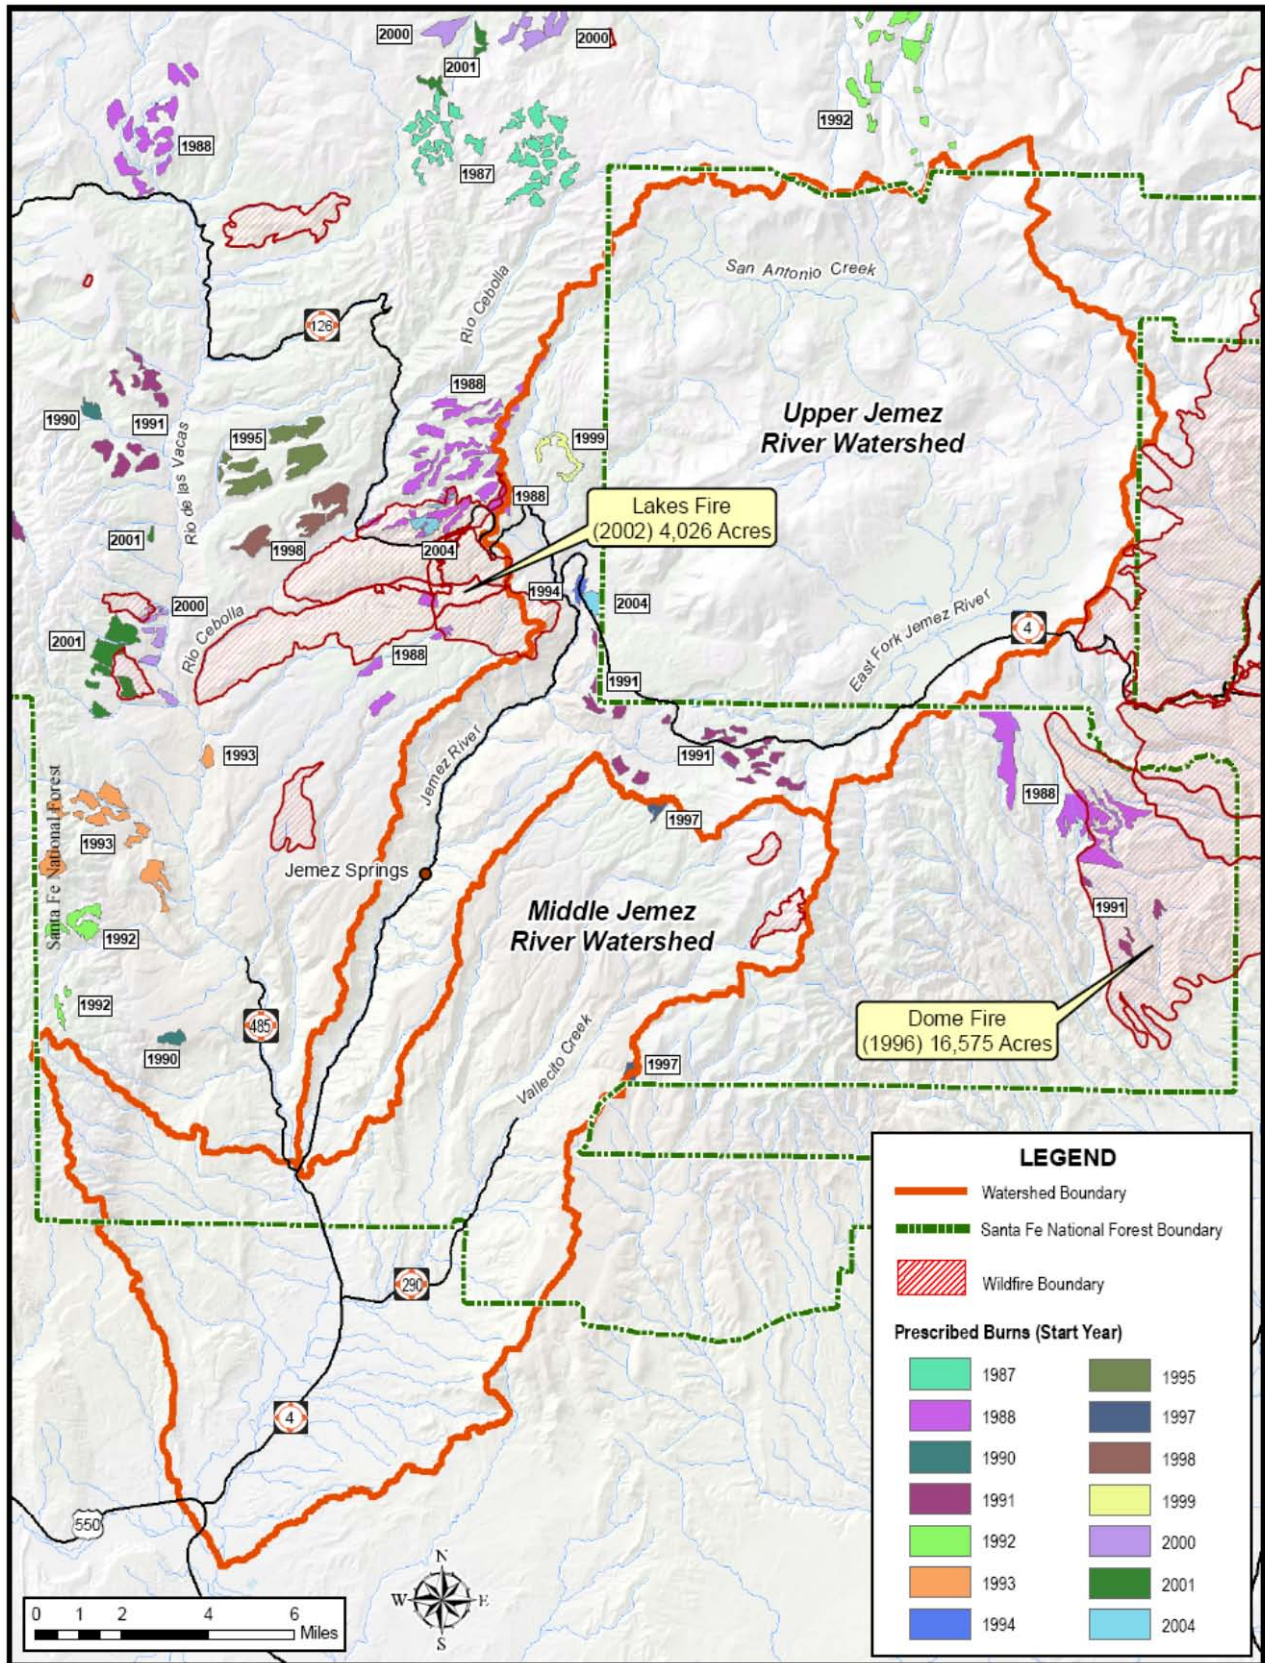 2000
2000
2001
1992
1988
1987
San Antonio Creek
Rio Cebolla
126
1988
1990
1991
1995
Rio de las Vacas
1999
Upper Jemez
River Watershed
1988
Lakes Fire
(2002) 4,026 Acres
2001
1998
2004
1994
2004
2000
Rio Cebolla
2001
1988
East Fork Jemez River
4
1991
1993
Jemez River
1991
1988
Santa Fe National Forest
1993
1997
Jemez Springs
Middle Jemez
River Watershed
1991
1992
1992
485
1990
Vallecito Creek
Dome Fire
(1996) 16,575 Acres
1997
290
4
550
LEGEND
Watershed Boundary
Santa Fe National Forest Boundary
Wildfire Boundary
Prescribed Burns (Start Year)
1987
1988
1990
1991
1992
1993
1994
1995
1997
1998
1999
2000
2001
2004
N
W E
S
0 1 2 4 6
Miles